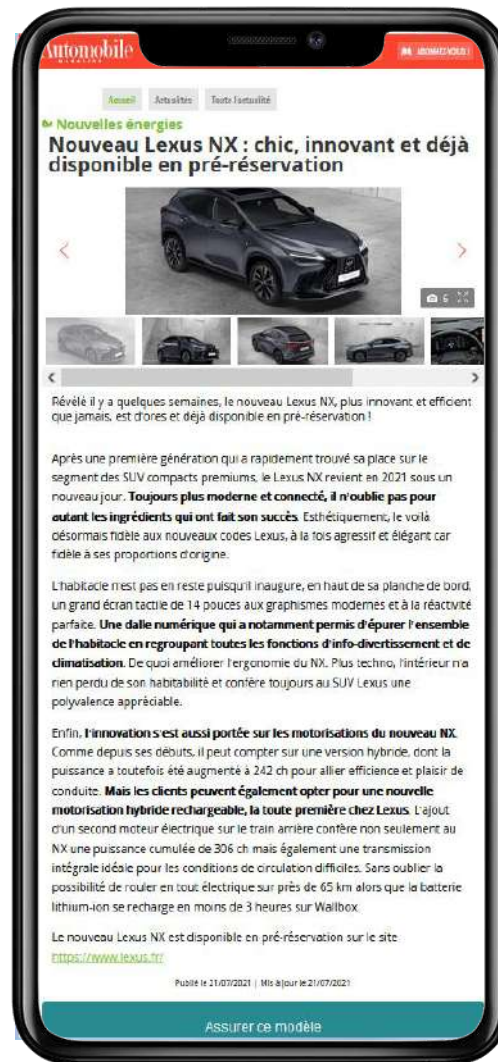 Automobile
MAGAZINE
ABONNEZ-VOUS !
Accueil
Actualités
Toute l'actualité
Nouvelles énergies
Nouveau Lexus NX : chic, innovant et déjà
disponible en pré-réservation
6
Révélé il y a quelques semaines, le nouveau Lexus NX, plus innovant et efficient
que jamais, est d'ores et déjà disponible en pré-réservation !
Après une première génération qui a rapidement trouvé sa place sur le
segment des SUV compacts premiums, le Lexus NX revient en 2021 sous un
nouveau jour. Toujours plus moderne et connecté, il n'oublie pas pour
autant les ingrédients qui ont fait son succès. Esthétiquement, le voilà
désormais fidèle aux nouveaux codes Lexus, à la fois agressif et élégant car
fidèle à ses proportions d'origine.
L'habitacle n'est pas en reste puisqu'il inaugure, en haut de sa planche de bord,
un grand écran tactile de 14 pouces aux graphismes modernes et à la réactivité
parfaite. Une dalle numérique qui a notamment permis d'épurer l'ensemble
de l'habitacle en regroupant toutes les fonctions d'info-divertissement et de
climatisation. De quoi améliorer l'ergonomie du NX. Plus techno, l'intérieur n'a
rien perdu de son habitabilité et confère toujours au SUV Lexus une
polyvalence appréciable.
Enfin, l'innovation s'est aussi portée sur les motorisations du nouveau NX.
Comme depuis ses débuts, il peut compter sur une version hybride, dont la
puissance a toutefois été augmenté à 242 ch pour allier efficience et plaisir de
conduite. Mais les clients peuvent également opter pour une nouvelle
motorisation hybride rechargeable, la toute première chez Lexus. L'ajout
d'un second moteur électrique sur le train arrière confère non seulement au
NX une puissance cumulée de 306 ch mais également une transmission
intégrale idéale pour les conditions de circulation difficiles. Sans oublier la
possibilité de rouler en tout électrique sur près de 65 km alors que la batterie
lithium-ion se recharge en moins de 3 heures sur Wallbox.
Le nouveau Lexus NX est disponible en pré-réservation sur le site
https://www.lexus.fr/
Publié le 21/07/2021 | Mis à jour le 21/07/2021
Assurer ce modèle